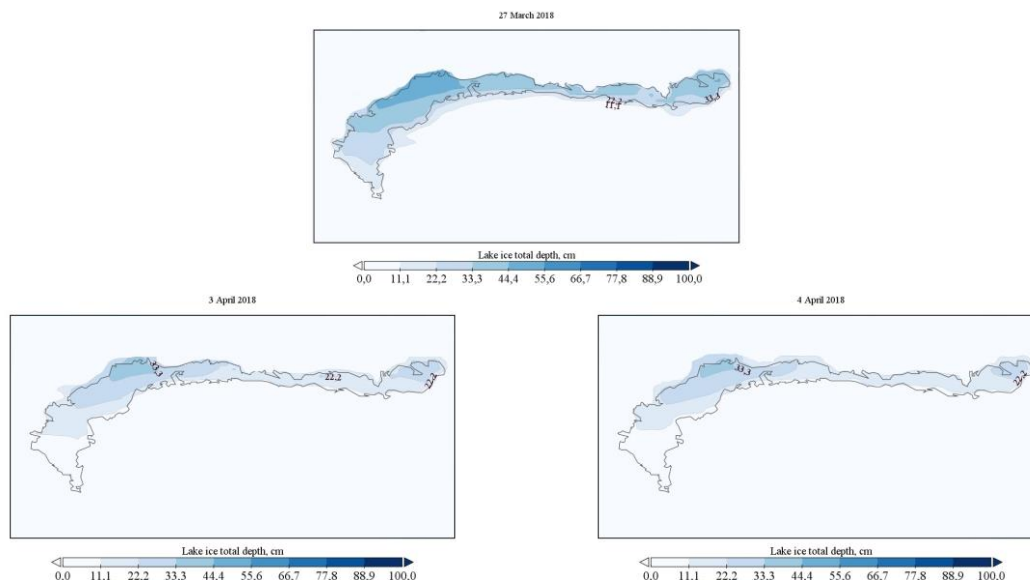 27 March 2018
11,1
33,3
Lake ice total depth, cm
0,0 11,1 22,2 33,3 44,4 55,6 66,7 77,8 88,9 100,0
3 April 2018
33,3
22,2
22,2
Lake ice total depth, cm
0,0 11,1 22,2 33,3 44,4 55,6 66,7 77,8 88,9 100,0
4 April 2018
33,3
22,2
Lake ice total depth, cm
0,0 11,1 22,2 33,3 44,4 55,6 66,7 77,8 88,9 100,0